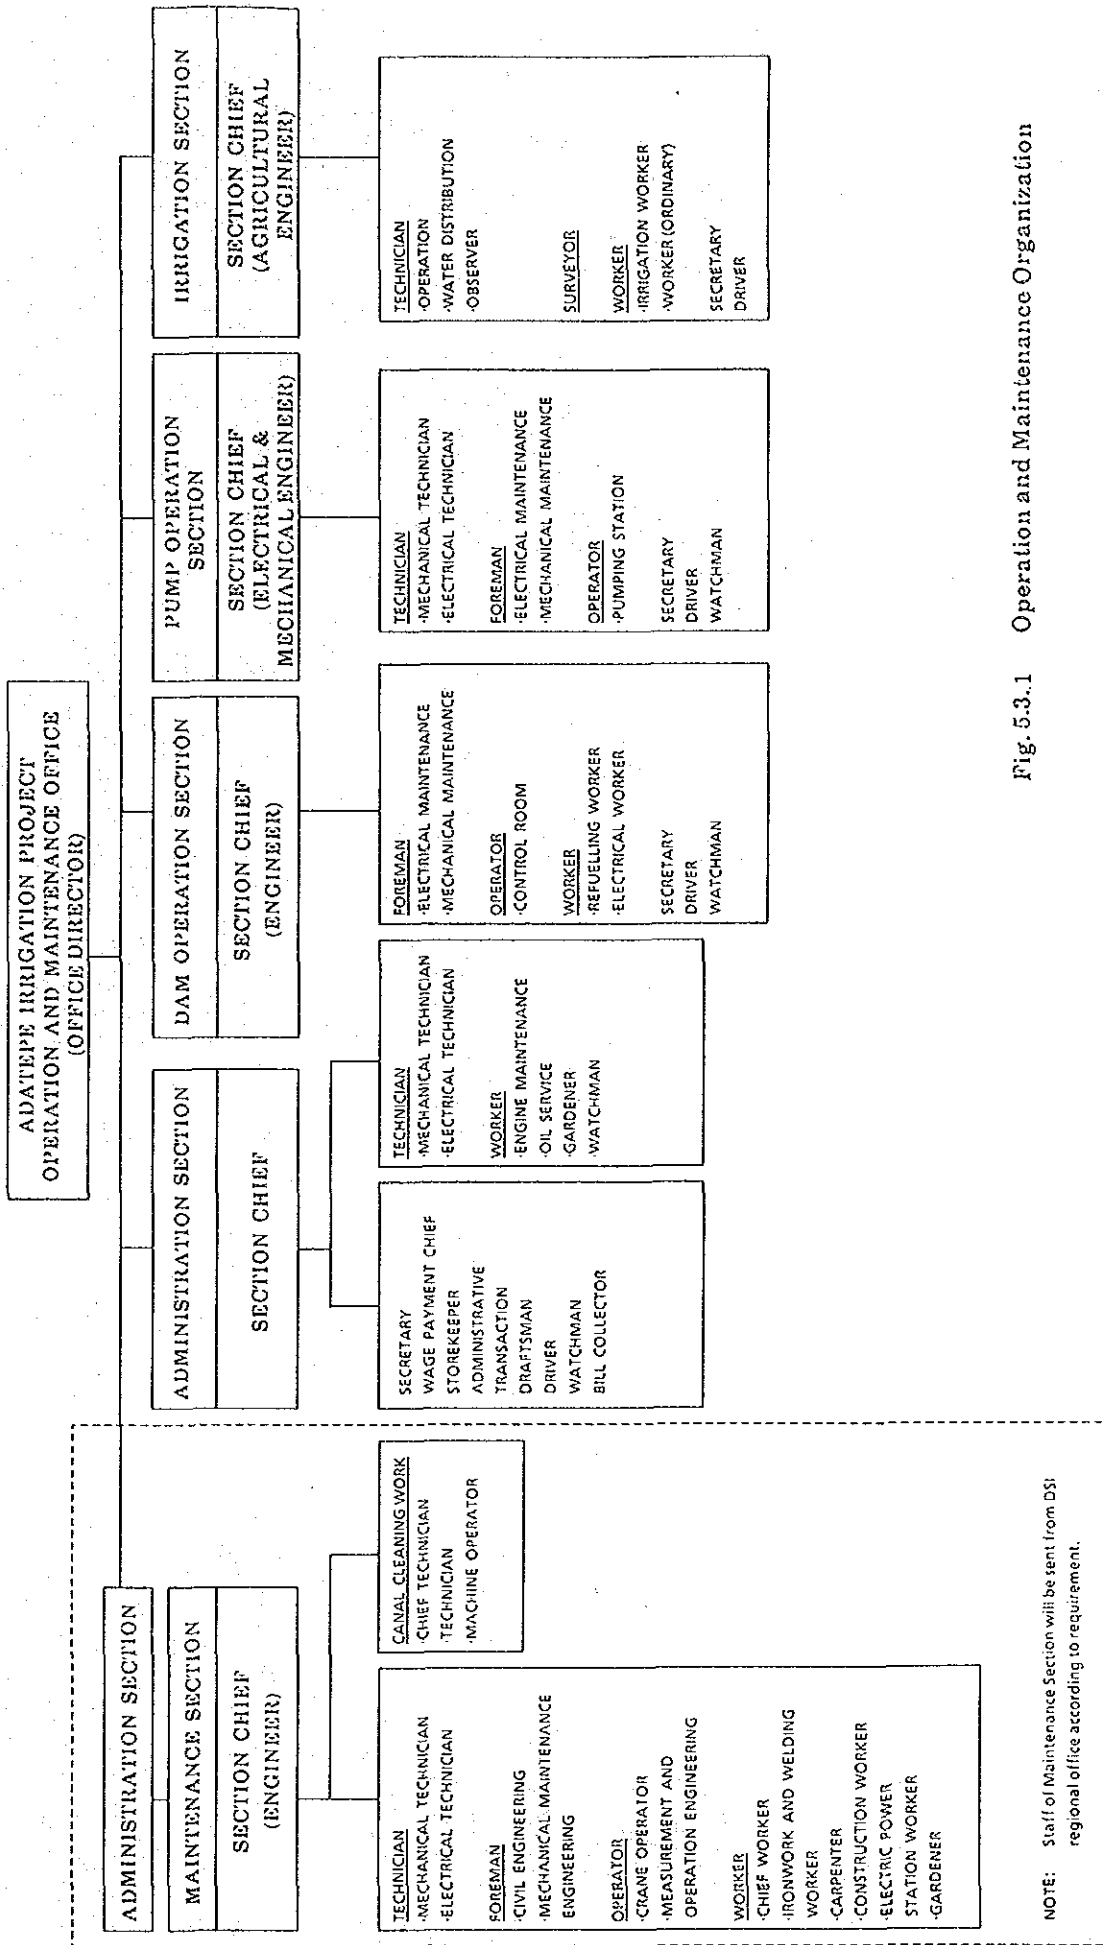 ADATEPE IRRIGATION PROJECT
OPERATION AND MAINTENANCE OFFICE
(OFFICE DIRECTOR)
ADMINISTRATION SECTION
MAINTENANCE SECTION
SECTION CHIEF
(ENGINEER)
TECHNICIAN
·MECHANICAL TECHNICIAN
·ELECTRICAL TECHNICIAN
FOREMAN
·CIVIL ENGINEERING
·MECHANICAL MAINTENANCE
ENGINEERING
OPERATOR
·CRANE OPERATOR
·MEASUREMENT AND
OPERATION ENGINEERING
WORKER
·CHIEF WORKER
·IRONWORK AND WELDING
WORKER
·CARPENTER
·CONSTRUCTION WORKER
·ELECTRIC POWER
STATION WORKER
·GARDENER
CANAL CLEANING WORK
·CHIEF TECHNICIAN
·TECHNICIAN
·MACHINE OPERATOR
ADMINISTRATION SECTION
SECTION CHIEF
SECRETARY
WAGE PAYMENT CHIEF
STOREKEEPER
ADMINISTRATIVE
TRANSACTION
DRAFTSMAN
DRIVER
WATCHMAN
BILL COLLECTOR
TECHNICIAN
·MECHANICAL TECHNICIAN
·ELECTRICAL TECHNICIAN
WORKER
·ENGINE MAINTENANCE
·OIL SERVICE
·GARDENER
·WATCHMAN
DAM OPERATION SECTION
SECTION CHIEF
(ENGINEER)
FOREMAN
·ELECTRICAL MAINTENANCE
·MECHANICAL MAINTENANCE
OPERATOR
·CONTROL ROOM
WORKER
·REFUELLING WORKER
·ELECTRICAL WORKER
SECRETARY
DRIVER
WATCHMAN
PUMP OPERATION
SECTION
SECTION CHIEF
(ELECTRICAL &
MECHANICAL ENGINEER)
TECHNICIAN
·MECHANICAL TECHNICIAN
·ELECTRICAL TECHNICIAN
FOREMAN
·ELECTRICAL MAINTENANCE
·MECHANICAL MAINTENANCE
OPERATOR
·PUMPING STATION
SECRETARY
DRIVER
WATCHMAN
IRRIGATION SECTION
SECTION CHIEF
(AGRICULTURAL
ENGINEER)
TECHNICIAN
·OPERATION
·WATER DISTRIBUTION
·OBSERVER
SURVEYOR
WORKER
·IRRIGATION WORKER
·WORKER (ORDINARY)
SECRETARY
DRIVER
NOTE: Staff of Maintenance Section will be sent from DSI
regional office according to requirement.
Fig. 5.3.1 Operation and Maintenance Organization